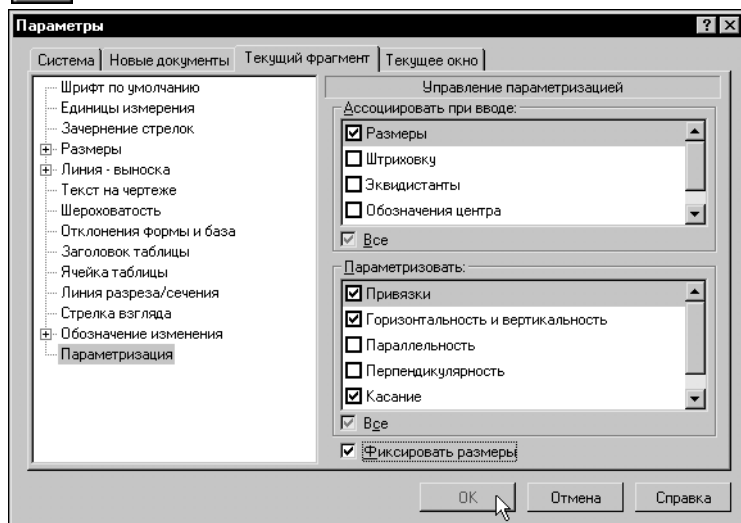 Параметры
Система
Новые документы
Текущий фрагмент
Текущее окно
Шрифт по умолчанию
Единицы измерения
Зачернение стрелок
Размеры
Линия - выноска
Текст на чертеже
Шероховатость
Отклонения формы и база
Заголовок таблицы
Ячейка таблицы
Линия разреза/сечения
Стрелка взгляда
Обозначение изменения
Параметризация
Управление параметризацией
Ассоциировать при вводе:
Размеры
Штриховку
Эквидистанты
Обозначения центра
Все
Параметризовать:
Привязки
Горизонтальность и вертикальность
Параллельность
Перпендикулярность
Касание
Все
Фиксировать размеры
OK
Отмена
Справка